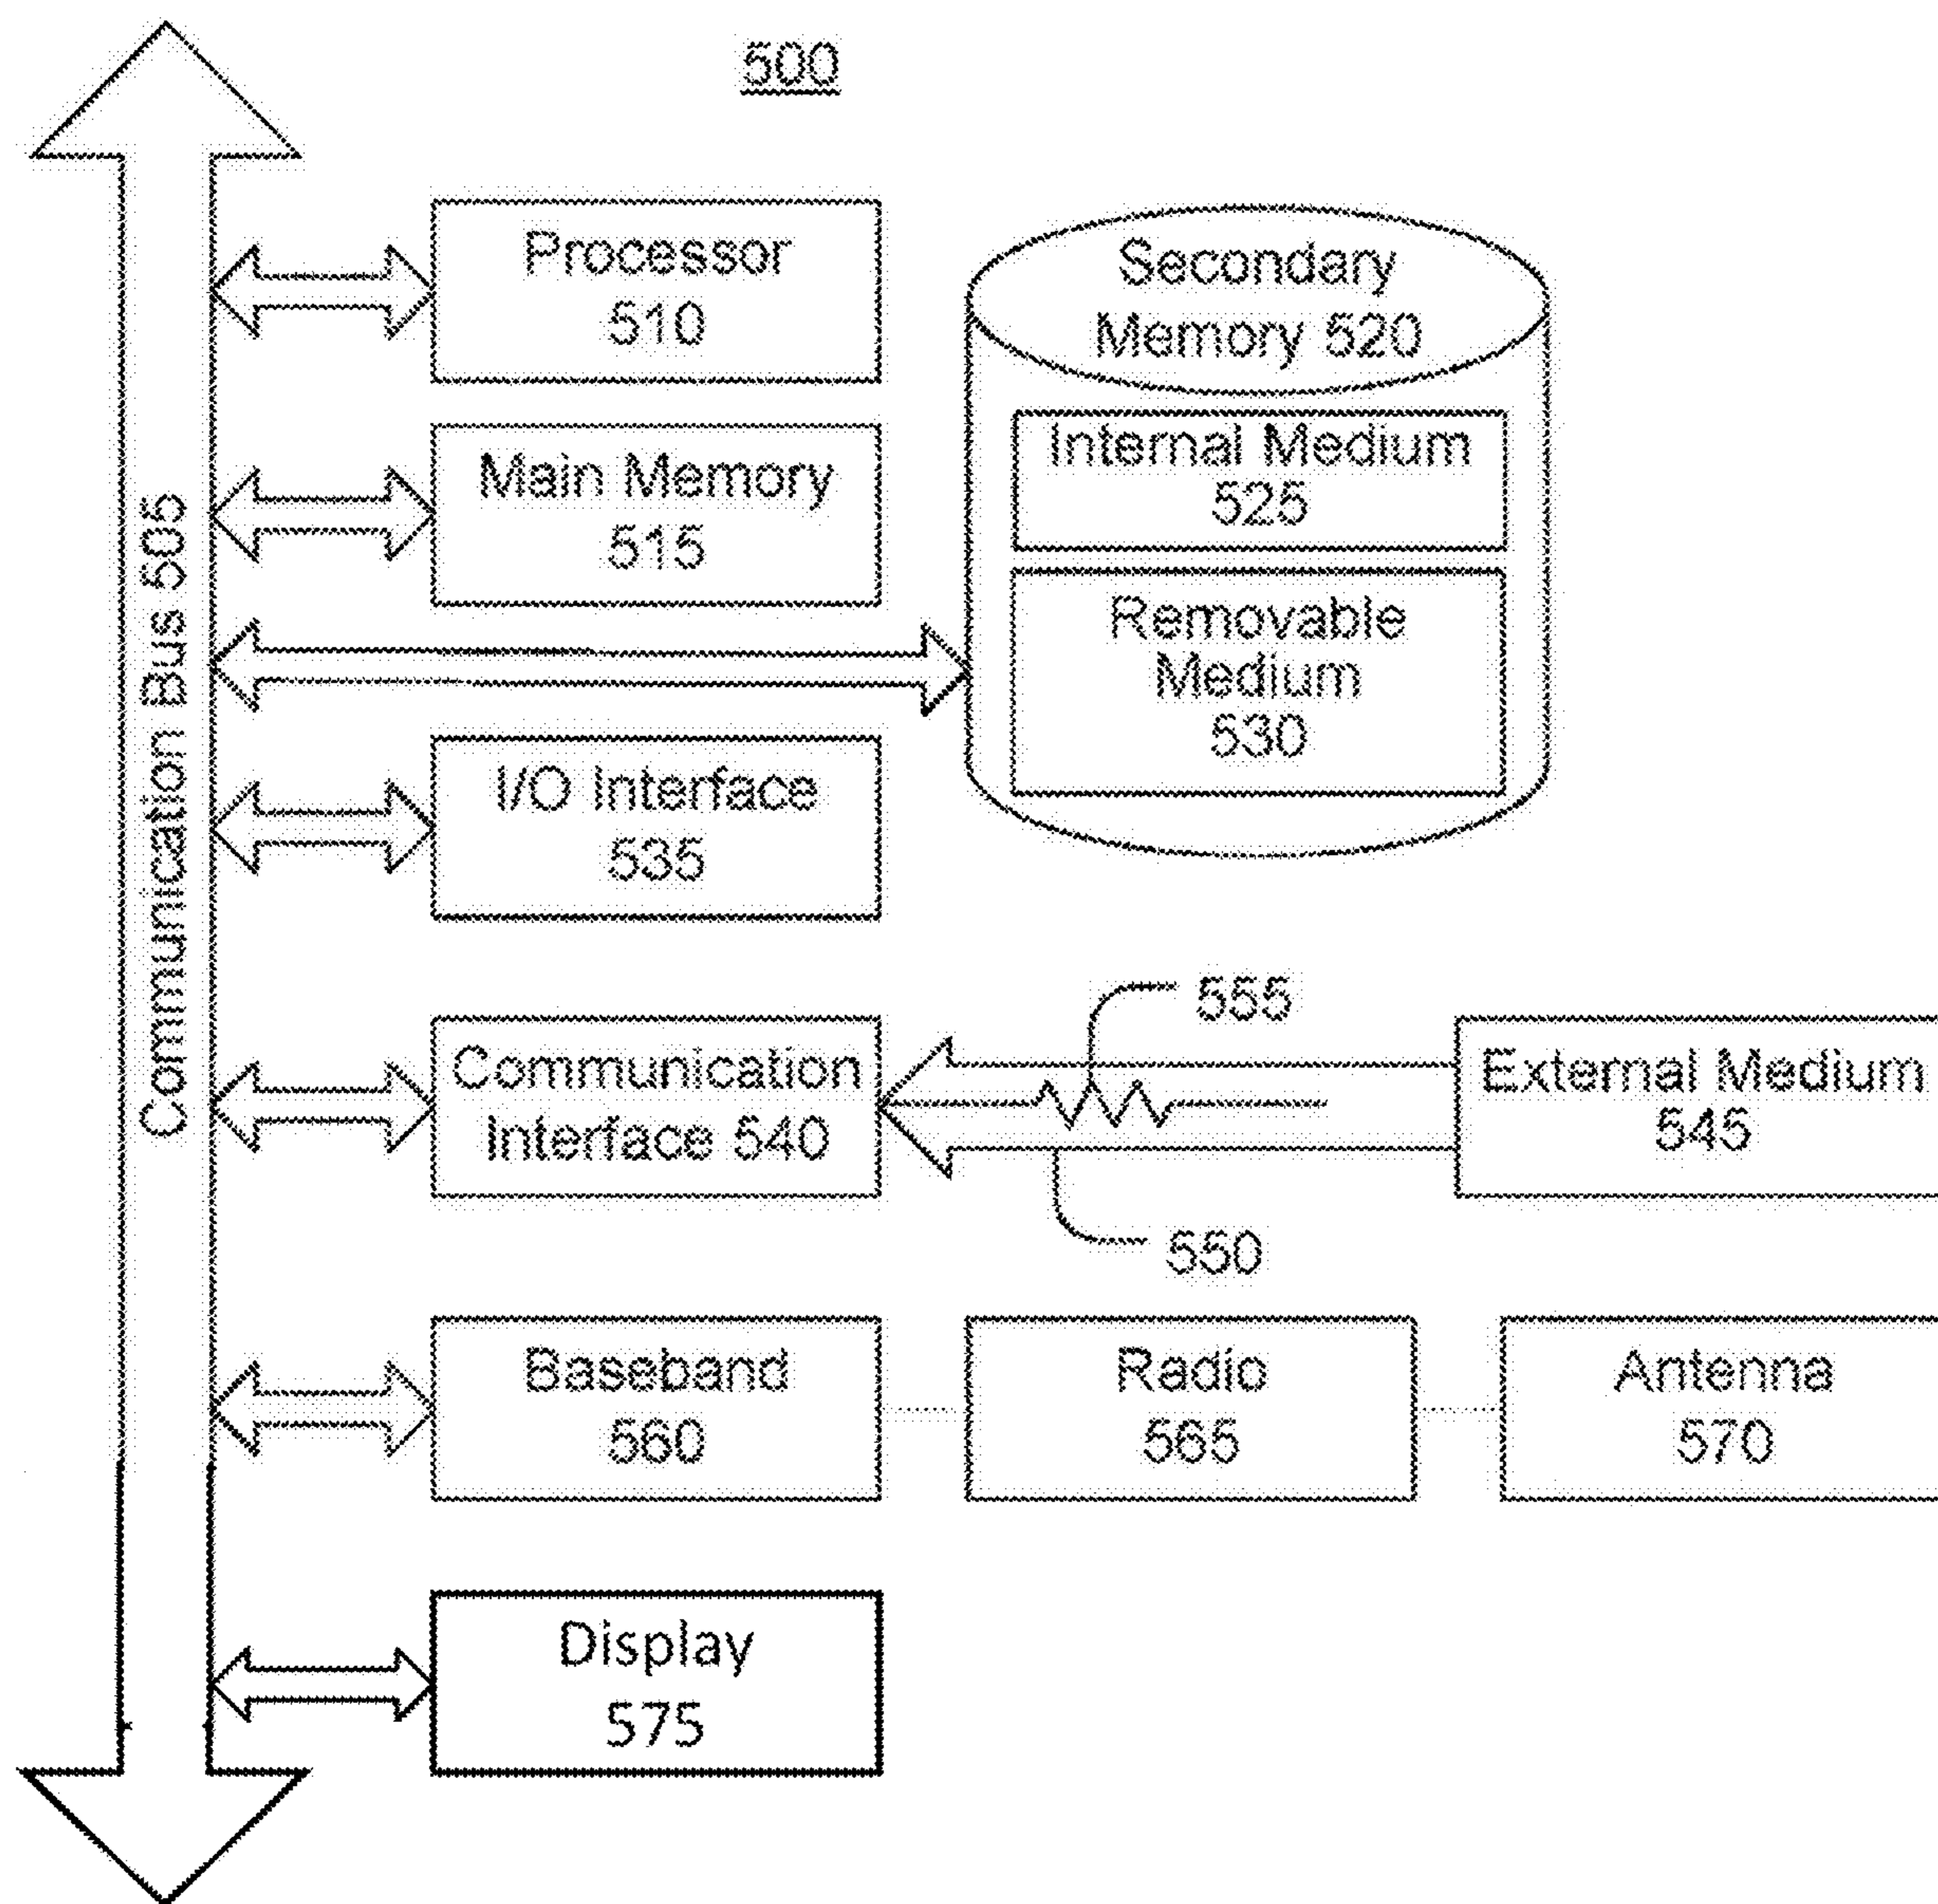 500
Communication Bus 505
Processor
510
Secondary
Memory 520
Main Memory
515
Internal Medium
525
Removable
Medium
530
I/O Interface
535
Communication
Interface 540
555
550
External Medium
545
Baseband
560
Radio
565
Antenna
570
Display
575